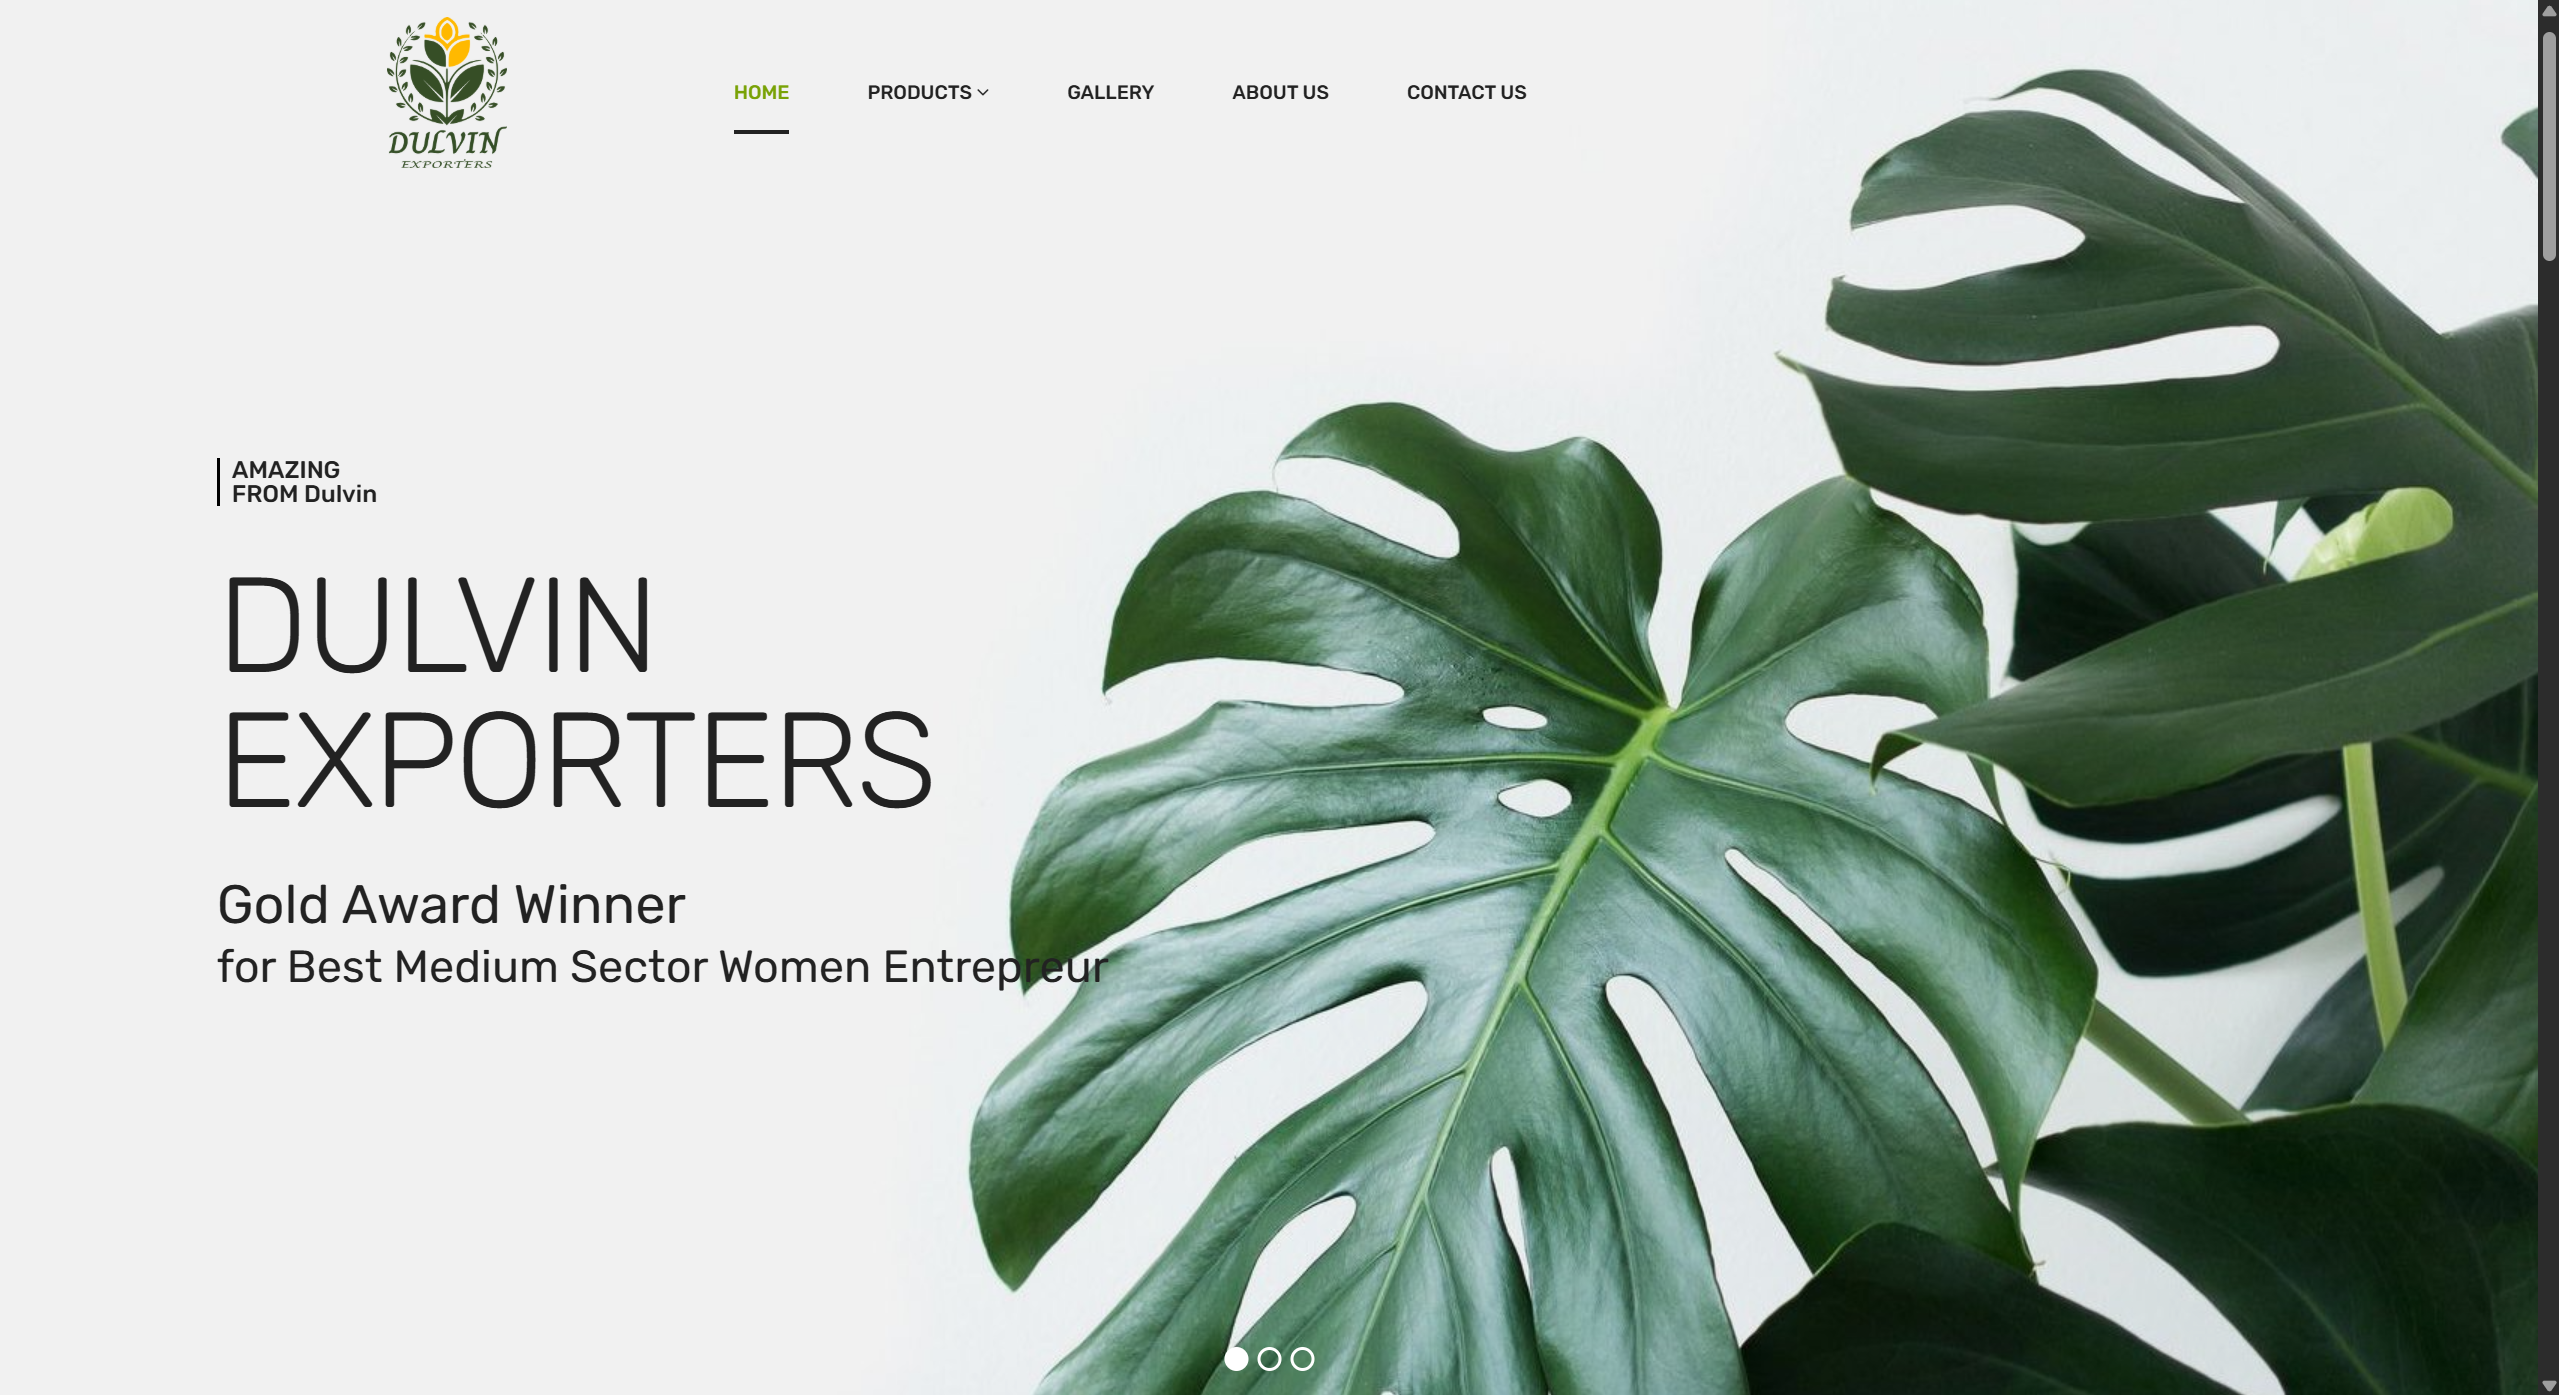 DULVIN
EXPORTERS
HOME
PRODUCTS
GALLERY
ABOUT US
CONTACT US
AMAZING
FROM Dulvin
DULVIN
EXPORTERS
Gold Award Winner
for Best Medium Sector Women Entrepreur